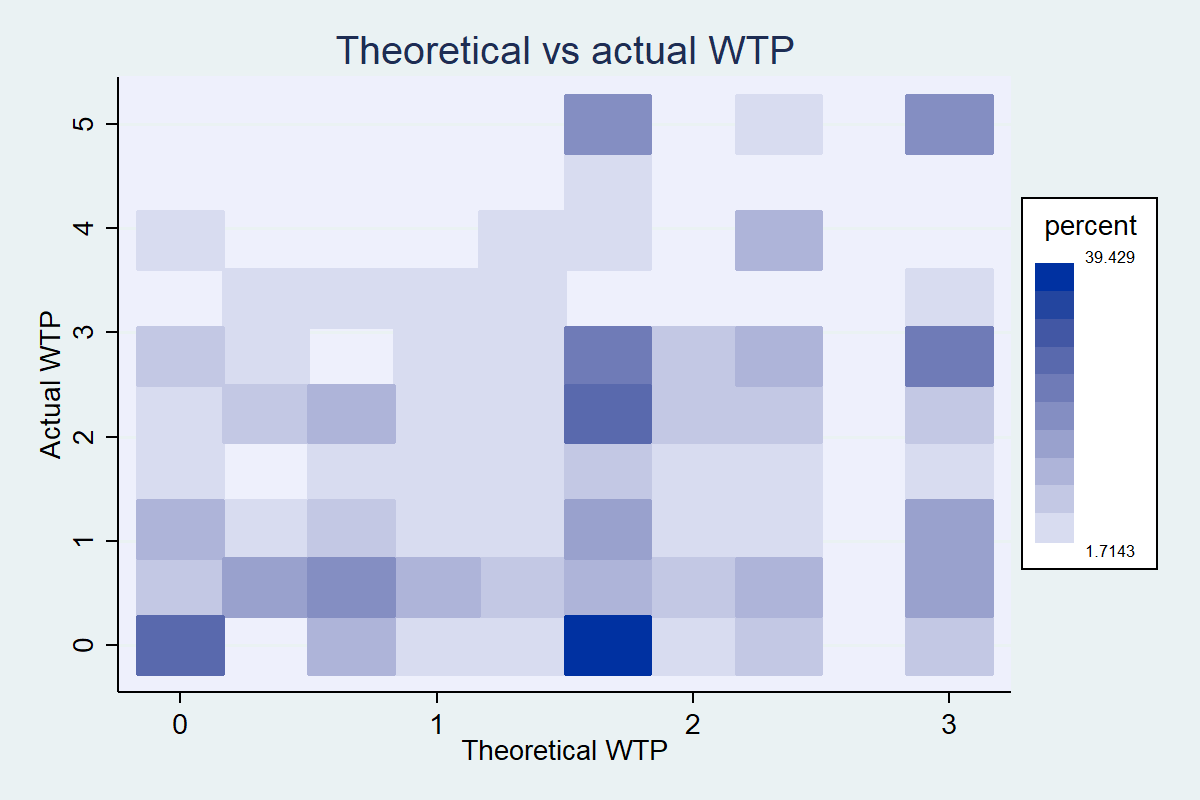 Theoretical vs actual WTP
5
4
3
2
1
0
Actual WTP
0 1 2 3
Theoretical WTP
percent
39.429
1.7143